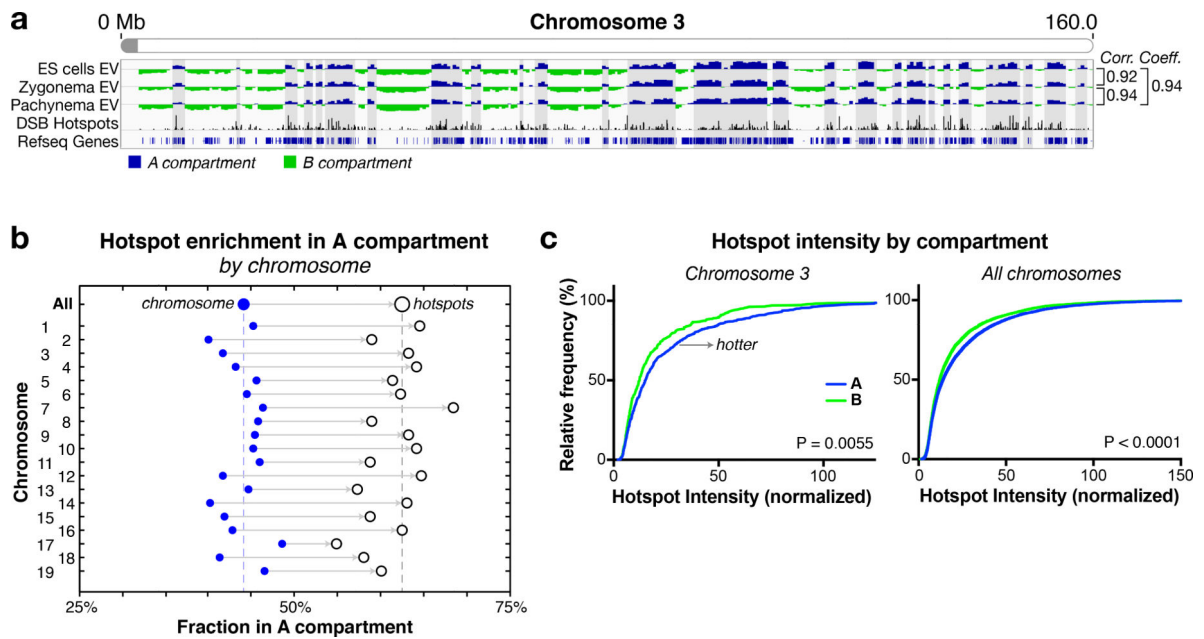 a
0 Mb Chromosome 3 160.0
Corr. Coeff.
ES cells EV
0.92
Zygonema EV
0.94
0.94
Pachynema EV
DSB Hotspots
Refseq Genes
A compartment B compartment
b
Hotspot enrichment in A compartment
by chromosome
All chromosome hotspots
1
2
3
4
5
6
7
8
9
10
11
12
13
14
15
16
17
18
19
Chromosome
25% 50% 75%
Fraction in A compartment
c
Hotspot intensity by compartment
Chromosome 3
All chromosomes
Relative frequency (%)
100
50
0
hotter
A
B
P = 0.0055
0 50 100
Hotspot Intensity (normalized)
100
50
0
P < 0.0001
0 50 100 150
Hotspot Intensity (normalized)